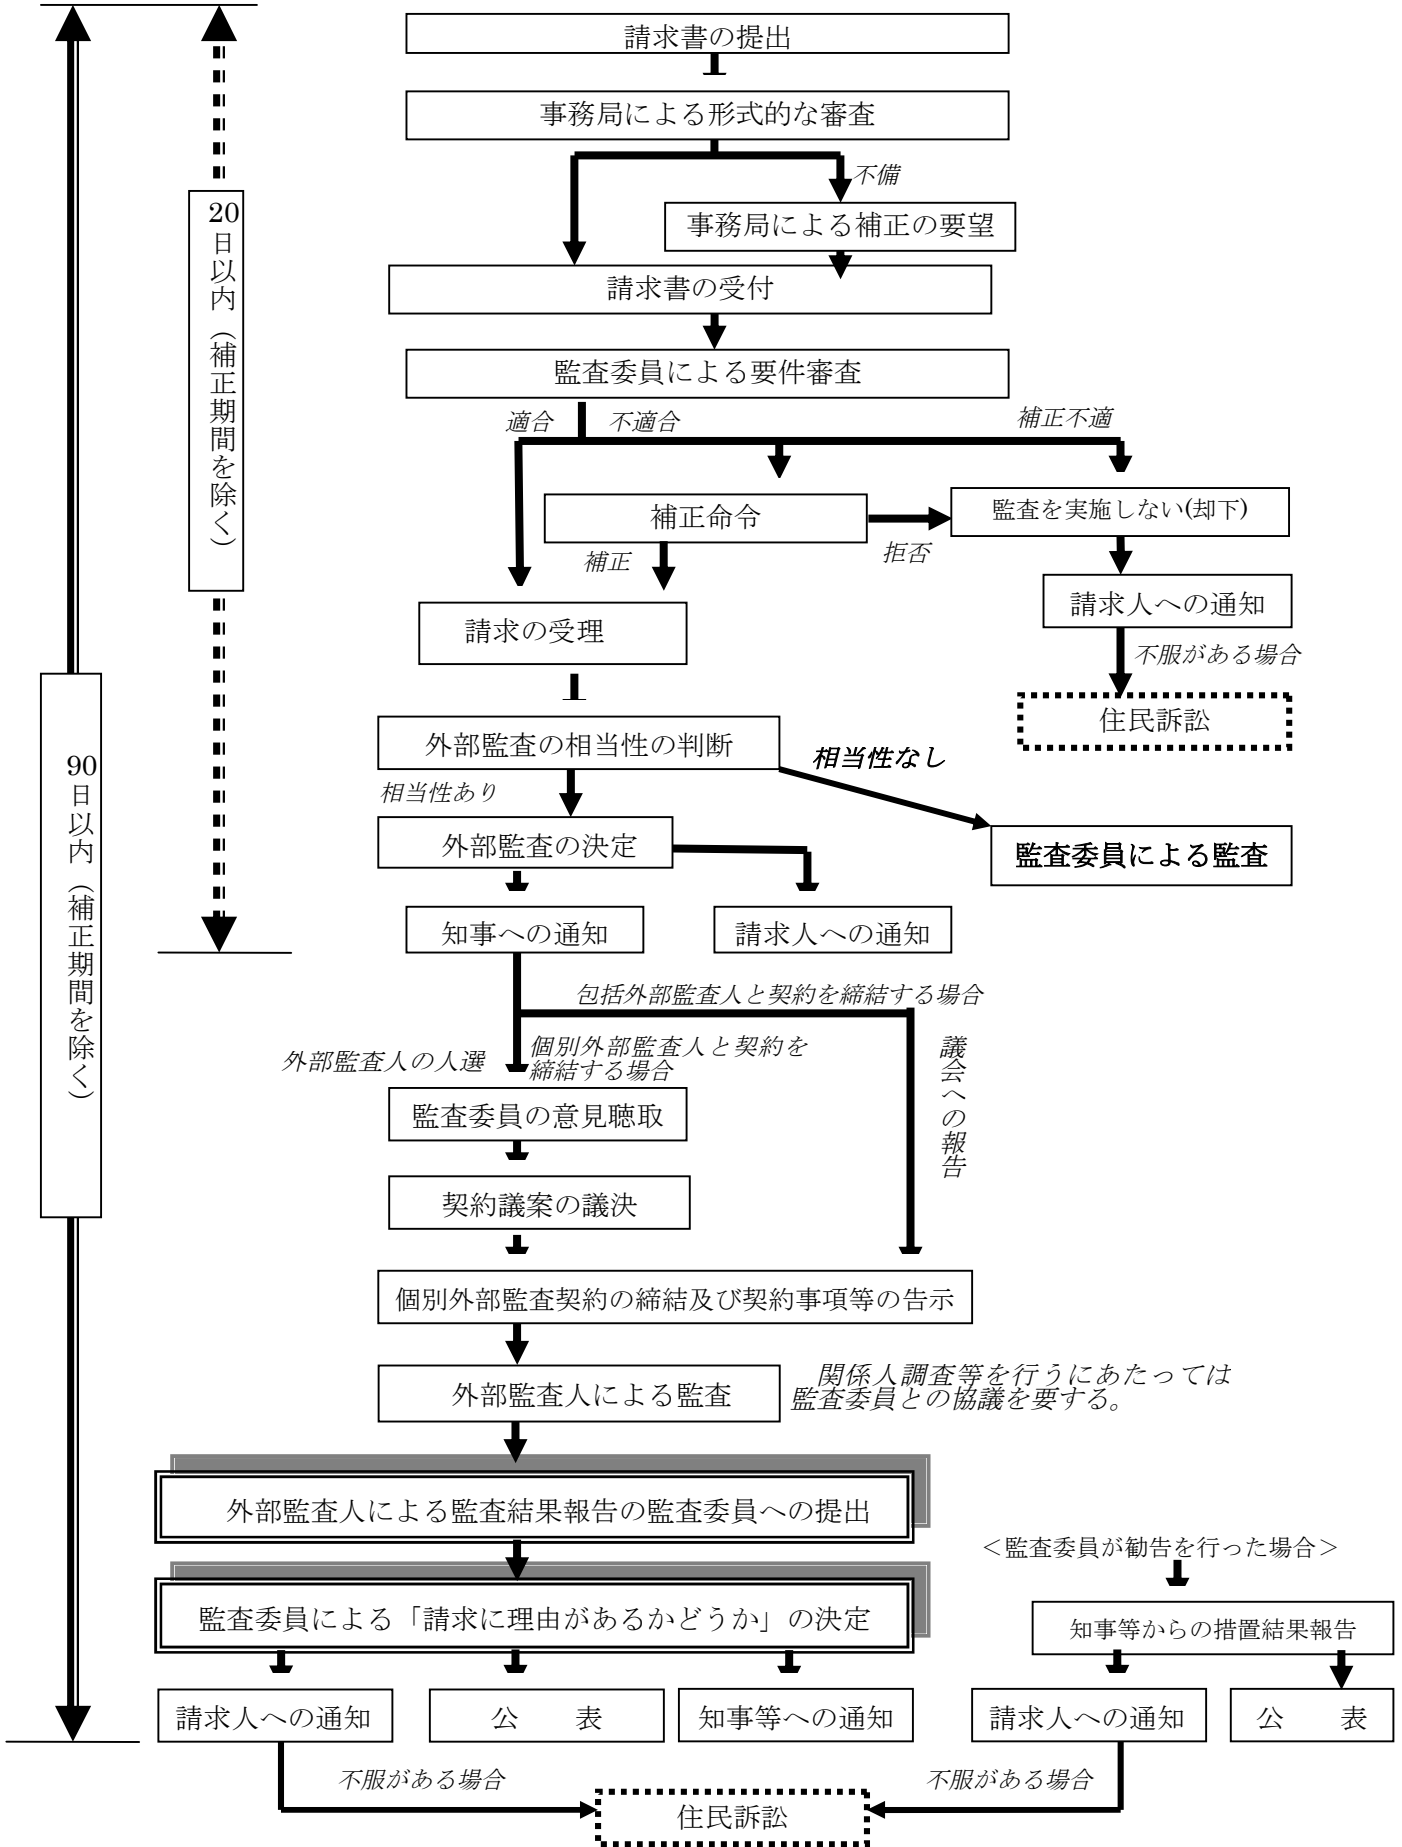 請求書の提出
事務局による形式的な審査
不備
事務局による補正の要望
20日以内（補正期間を除く）
請求書の受付
監査委員による要件審査
適合
不適合
補正不適
補正命令
監査を実施しない(却下)
拒否
補正
請求人への通知
請求の受理
不服がある場合
住民訴訟
90日以内（補正期間を除く）
外部監査の相当性の判断
相当性なし
相当性あり
外部監査の決定
監査委員による監査
知事への通知
請求人への通知
包括外部監査人と契約を締結する場合
外部監査人の人選
個別外部監査人と契約を
締結する場合
議会への報告
監査委員の意見聴取
契約議案の議決
個別外部監査契約の締結及び契約事項等の告示
外部監査人による監査
関係人調査等を行うにあたっては
監査委員との協議を要する。
外部監査人による監査結果報告の監査委員への提出
＜監査委員が勧告を行った場合＞
監査委員による「請求に理由があるかどうか」の決定
知事等からの措置結果報告
請求人への通知
公　　表
知事等への通知
請求人への通知
公　　表
不服がある場合
不服がある場合
住民訴訟